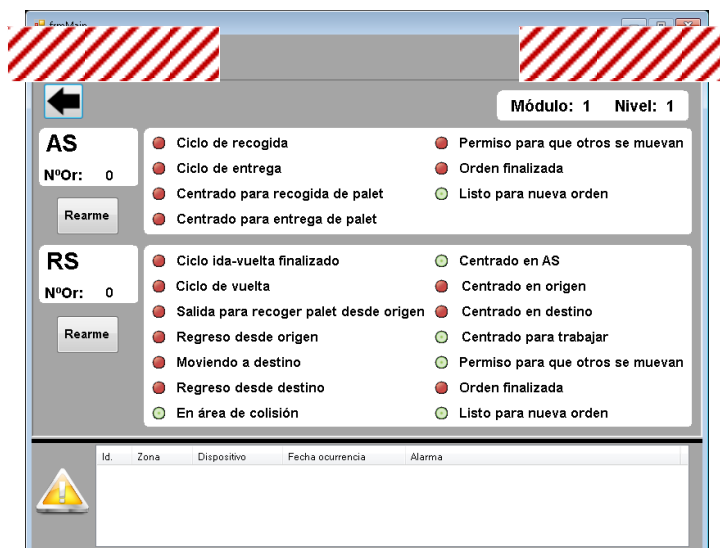 frmMain
Módulo: 1 Nivel: 1
AS
NºOr: 0
Rearme
Ciclo de recogida
Ciclo de entrega
Centrado para recogida de palet
Centrado para entrega de palet
Permiso para que otros se muevan
Orden finalizada
Listo para nueva orden
RS
NºOr: 0
Rearme
Ciclo ida-vuelta finalizado
Ciclo de vuelta
Salida para recoger palet desde origen
Regreso desde origen
Moviendo a destino
Regreso desde destino
En área de colisión
Centrado en AS
Centrado en origen
Centrado en destino
Centrado para trabajar
Permiso para que otros se muevan
Orden finalizada
Listo para nueva orden
Id. Zona Dispositivo Fecha ocurrencia Alarma